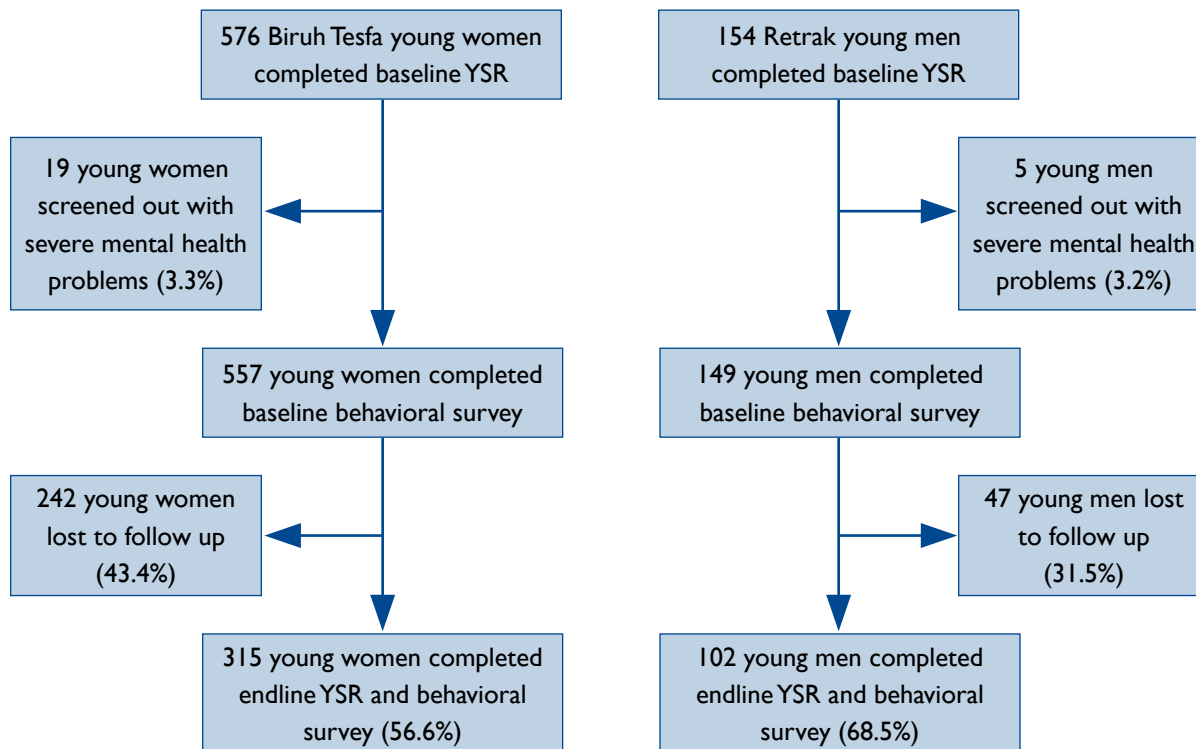 576 Biruh Tesfa young women
completed baseline YSR
154 Retrak young men
completed baseline YSR
19 young women
screened out with
severe mental health
problems (3.3%)
5 young men
screened out with
severe mental health
problems (3.2%)
557 young women completed
baseline behavioral survey
149 young men completed
baseline behavioral survey
242 young women
lost to follow up
(43.4%)
47 young men lost
to follow up
(31.5%)
315 young women completed
endline YSR and behavioral
survey (56.6%)
102 young men completed
endline YSR and behavioral
survey (68.5%)